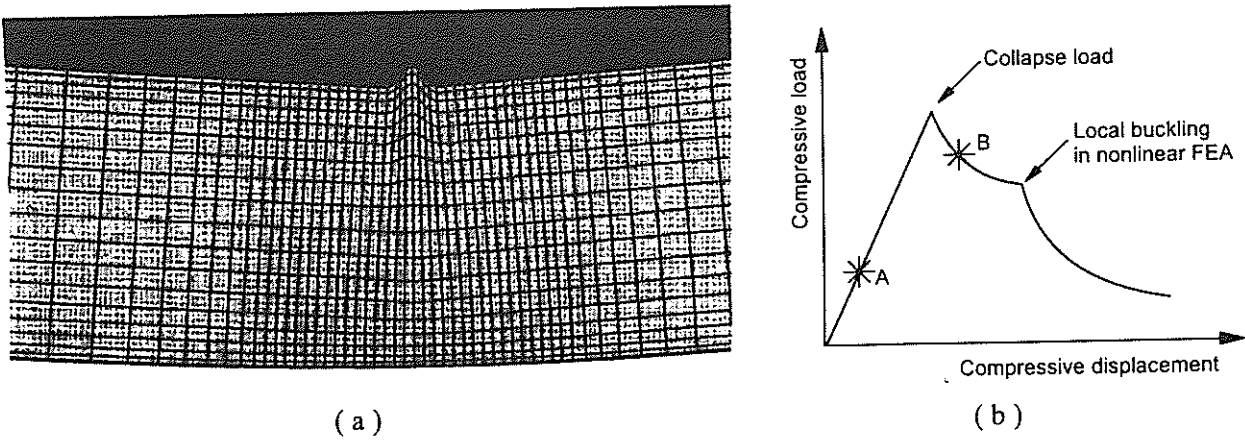 Collapse load
Compressive load
B
Local buckling
in nonlinear FEA
A
Compressive displacement
( a )
( b )